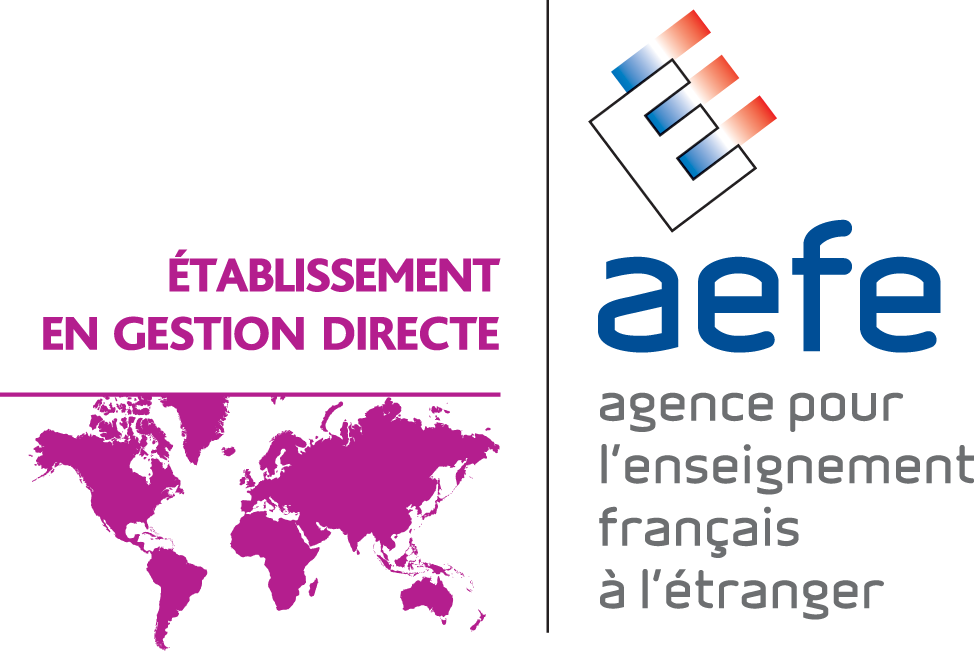 ÉTABLISSEMENT
EN GESTION DIRECTE
aefe
agence pour
l'enseignement
français
à l'étranger